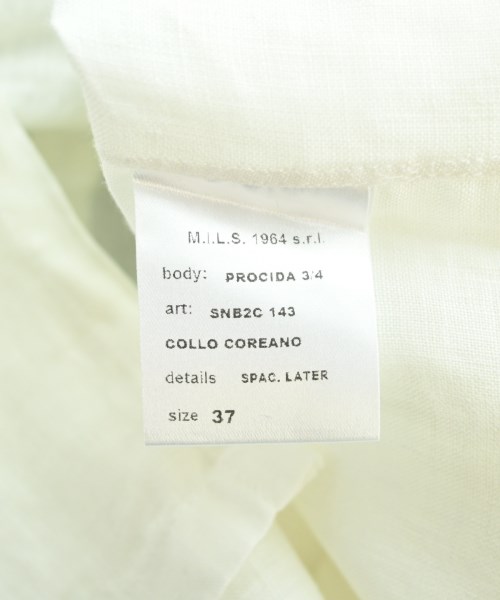 M.I.L.S. 1964 s.r.l.
body: PROCIDA 3/4
art: SNB2C 143
COLLO COREANO
details SPAC. LATER
size 37